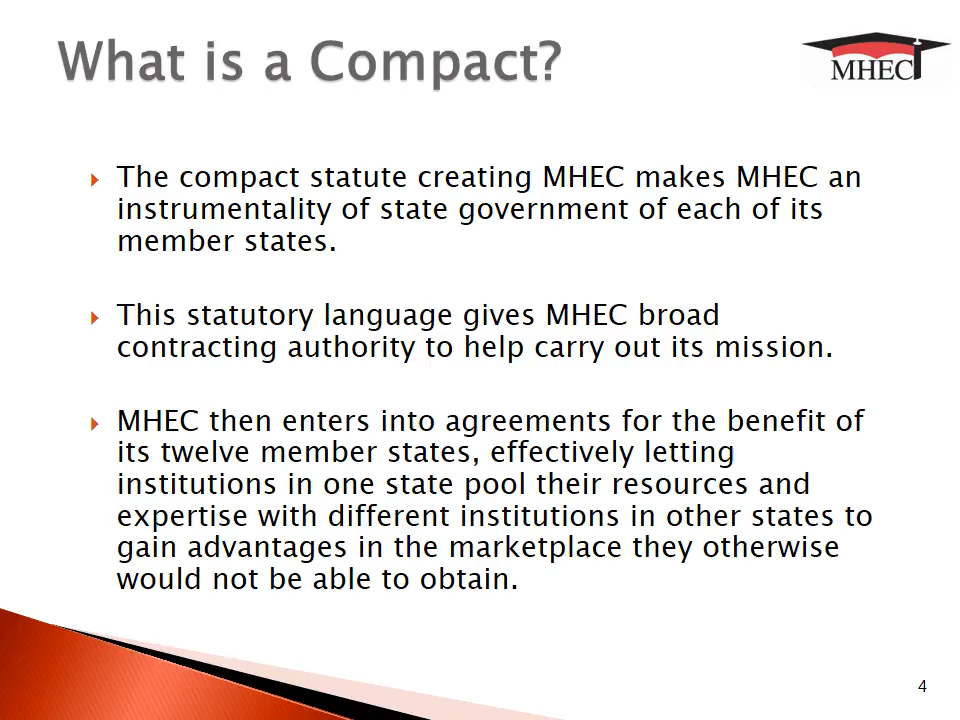 What is a Compact?
MHEC
The compact statute creating MHEC makes MHEC an
instrumentality of state government of each of its
member states.
This statutory language gives MHEC broad
contracting authority to help carry out its mission.
MHEC then enters into agreements for the benefit of
its twelve member states, effectively letting
institutions in one state pool their resources and
expertise with different institutions in other states to
gain advantages in the marketplace they otherwise
would not be able to obtain.
4